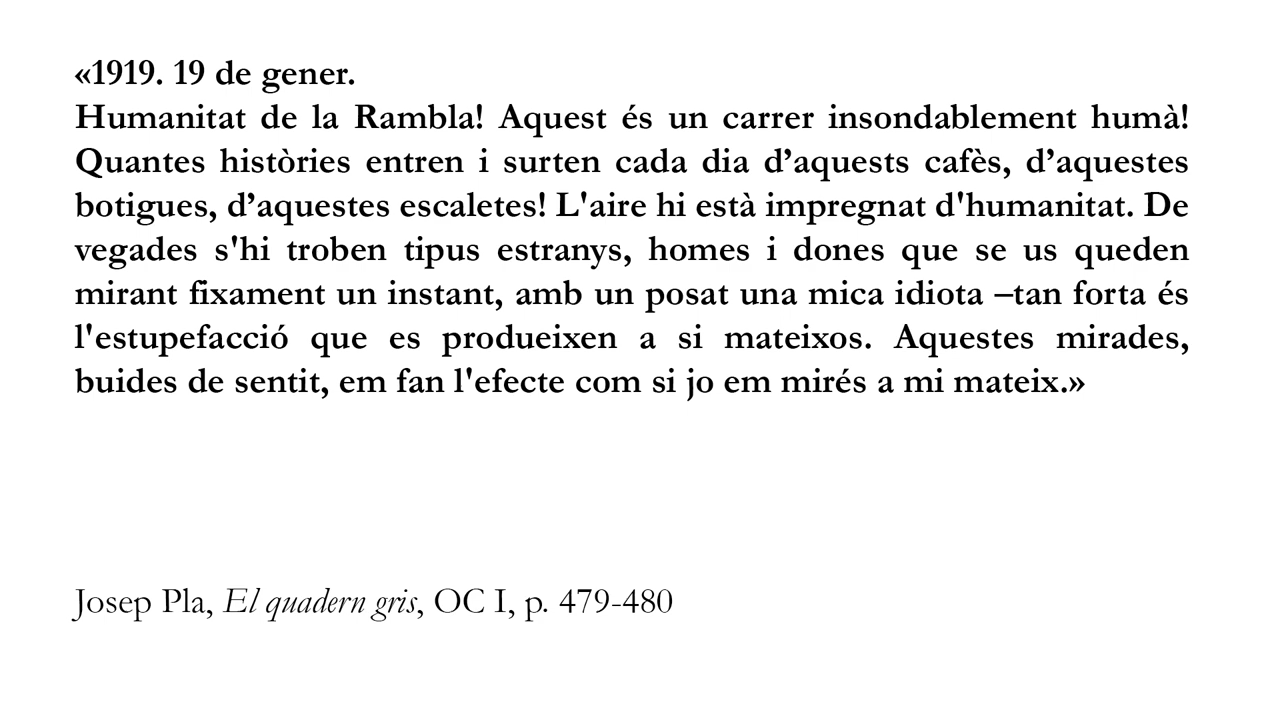 «1919. 19 de gener.
Humanitat de la Rambla! Aquest és un carrer insondablement humà!
Quantes històries entren i surten cada dia d’aquests cafès, d’aquestes
botigues, d’aquestes escaletes! L'aire hi està impregnat d'humanitat. De
vegades s'hi troben tipus estranys, homes i dones que se us queden
mirant fixament un instant, amb un posat una mica idiota –tan forta és
l'estupefacció que es produeixen a si mateixos. Aquestes mirades,
buides de sentit, em fan l'efecte com si jo em mirés a mi mateix.»
Josep Pla, El quadern gris, OC I, p. 479-480